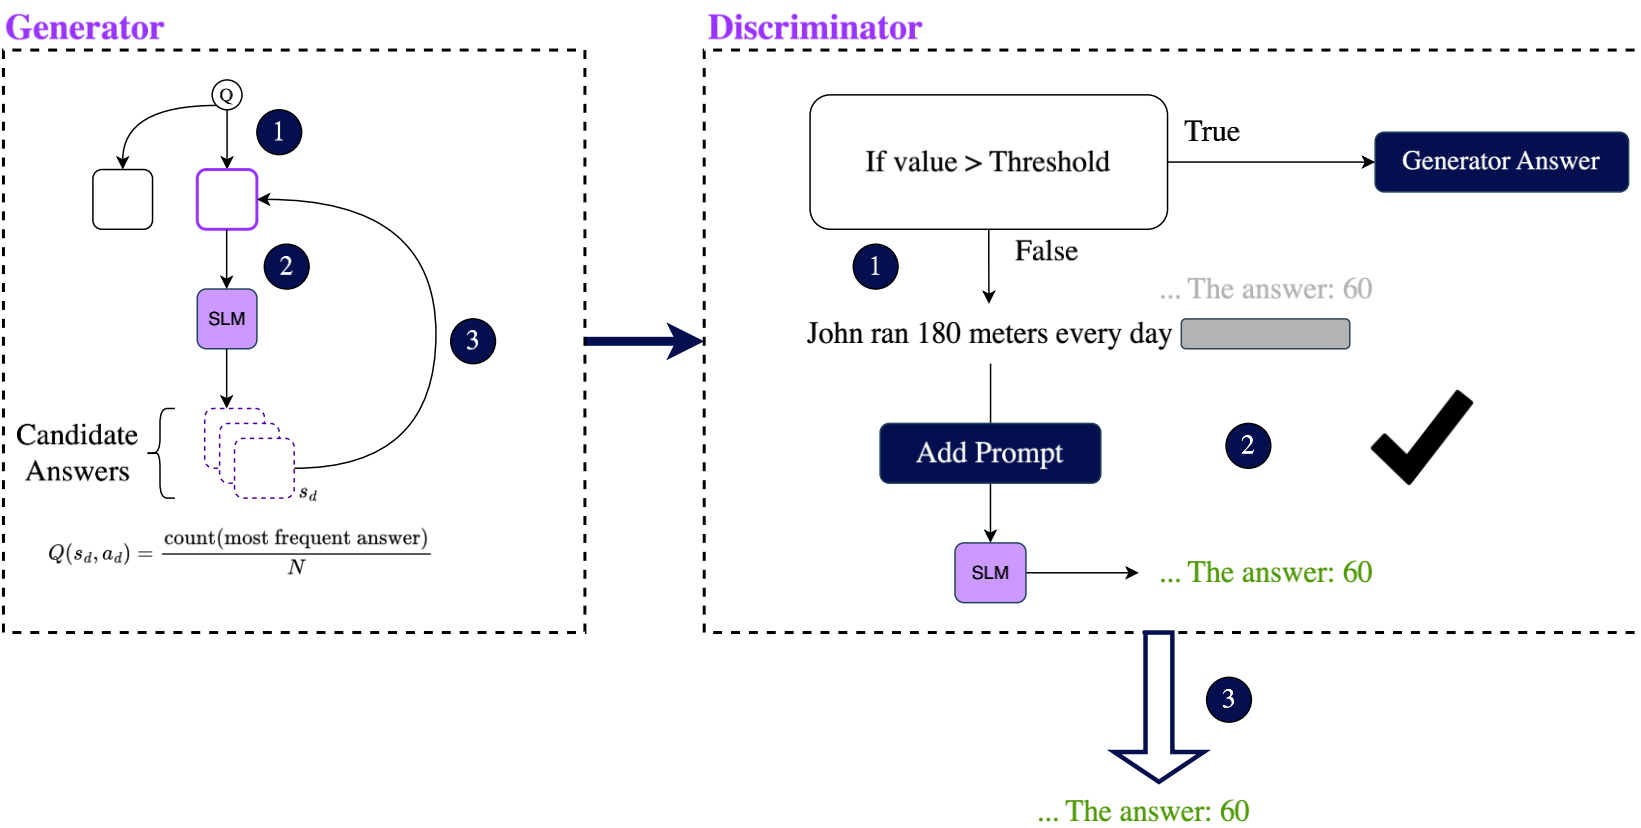 Generator
Q
1
2
SLM
3
Candidate
Answers
s_d
Q(s_d, a_d) = count(most frequent answer) / N
Discriminator
If value > Threshold
True
Generator Answer
1
False
... The answer: 60
John ran 180 meters every day
Add Prompt
2
SLM
... The answer: 60
3
... The answer: 60